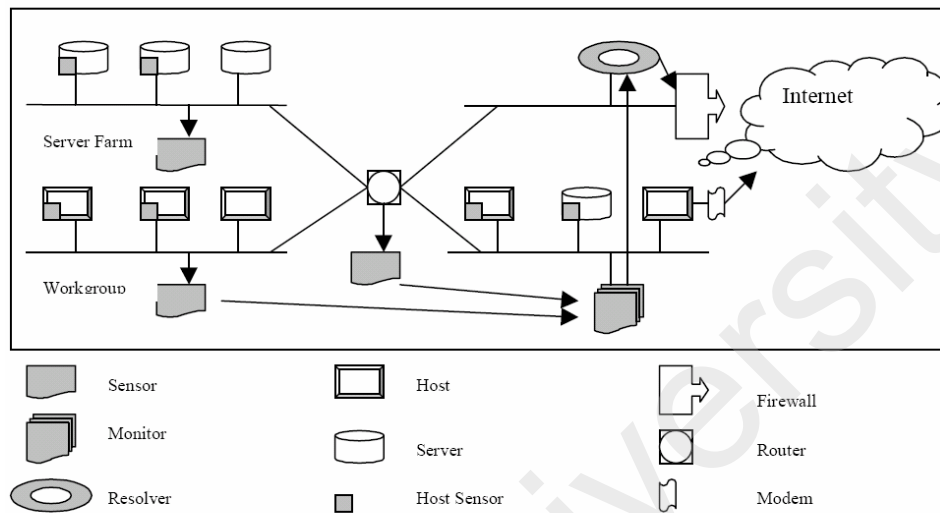 Internet
Server Farm
Workgroup
Sensor
Host
Firewall
Monitor
Server
Router
Resolver
Host Sensor
Modem